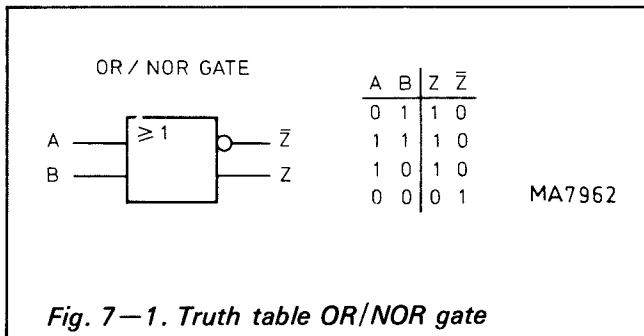 OR / NOR GATE
A B Z Z̄
0 1 1 0
1 1 1 0
1 0 1 0
0 0 0 1
≥ 1
A Z̄
B Z
MA7962
Fig. 7—1. Truth table OR/NOR gate